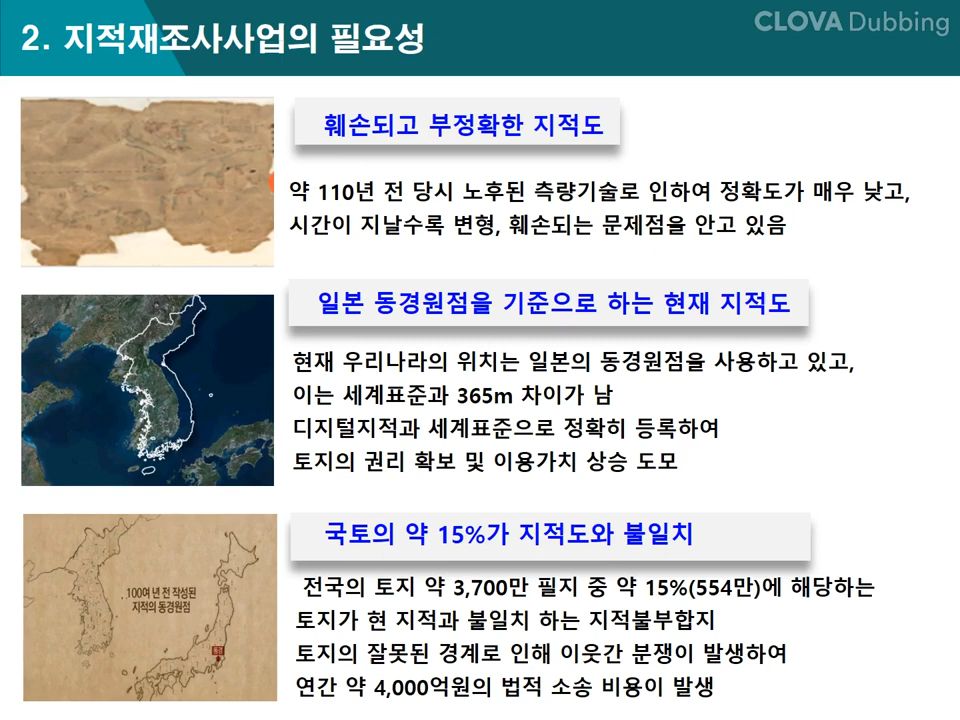 2. 지적재조사사업의 필요성
CLOVA Dubbing
훼손되고 부정확한 지적도
약 110년 전 당시 노후된 측량기술로 인하여 정확도가 매우 낮고,
시간이 지날수록 변형, 훼손되는 문제점을 안고 있음
일본 동경원점을 기준으로 하는 현재 지적도
현재 우리나라의 위치는 일본의 동경원점을 사용하고 있고,
이는 세계표준과 365m 차이가 남
디지털지적과 세계표준으로 정확히 등록하여
토지의 권리 확보 및 이용가치 상승 도모
100여 년 전 작성된
지적의 동경원점
동경
국토의 약 15%가 지적도와 불일치
전국의 토지 약 3,700만 필지 중 약 15%(554만)에 해당하는
토지가 현 지적과 불일치 하는 지적불부합지
토지의 잘못된 경계로 인해 이웃간 분쟁이 발생하여
연간 약 4,000억원의 법적 소송 비용이 발생